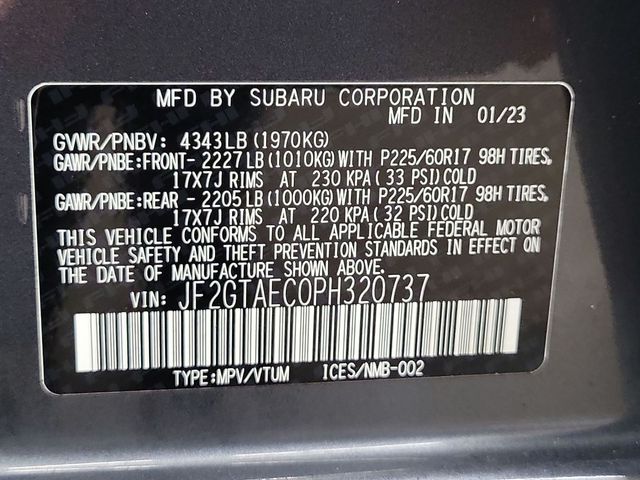 MFD BY SUBARU CORPORATION
MFD IN 01/23
GVWR/PNBV: 4343LB (1970KG)
GAWR/PNBE:FRONT- 2227 LB (1010KG) WITH P225/60R17 98H TIRES,
17X7J RIMS AT 230 KPA ( 33 PSI) COLD
GAWR/PNBE:REAR - 2205 LB (1000KG) WITH P225/60R17 98H TIRES,
17X7J RIMS AT 220 KPA ( 32 PSI) COLD
THIS VEHICLE CONFORMS TO ALL APPLICABLE FEDERAL MOTOR
VEHICLE SAFETY AND THEFT PREVENTION STANDARDS IN EFFECT ON
THE DATE OF MANUFACTURE SHOWN ABOVE.
VIN: JF2GTAEC0PH320737
TYPE:MPV/VTUM ICES/NMB-002